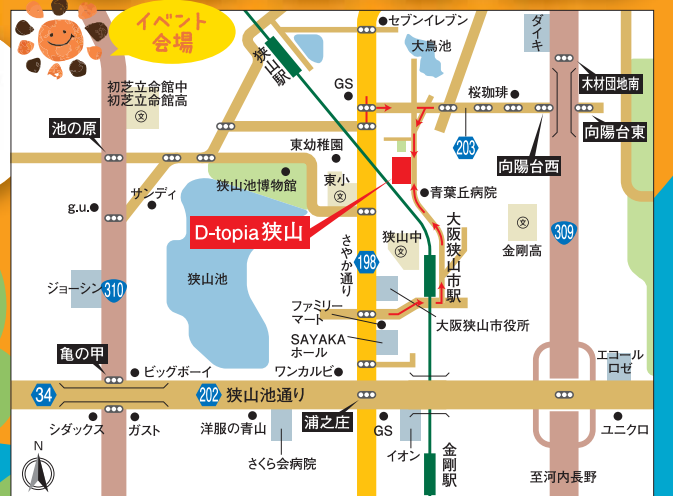 イベント
会場
セブンイレブン
ダイキ
大鳥池
狭山駅
GS
桜珈琲
木材団地南
初芝立命館中
初芝立命館高
文
池の原
203
向陽台西
向陽台東
東幼稚園
狭山池博物館
東小
文
サンディ
g.u.
青葉丘病院
D-topia狭山
狭山中
文
文
金剛高
309
大阪狭山市駅
さやか通り
198
狭山池
ジョーシン
310
ファミリー
マート
大阪狭山市役所
SAYAKA
ホール
亀の甲
ビッグボーイ
ワンカルビ
エコール
ロゼ
34
202
狭山池通り
浦之庄
シダックス
ガスト
洋服の青山
GS
ユニクロ
さくら会病院
イオン
金剛駅
至河内長野
N